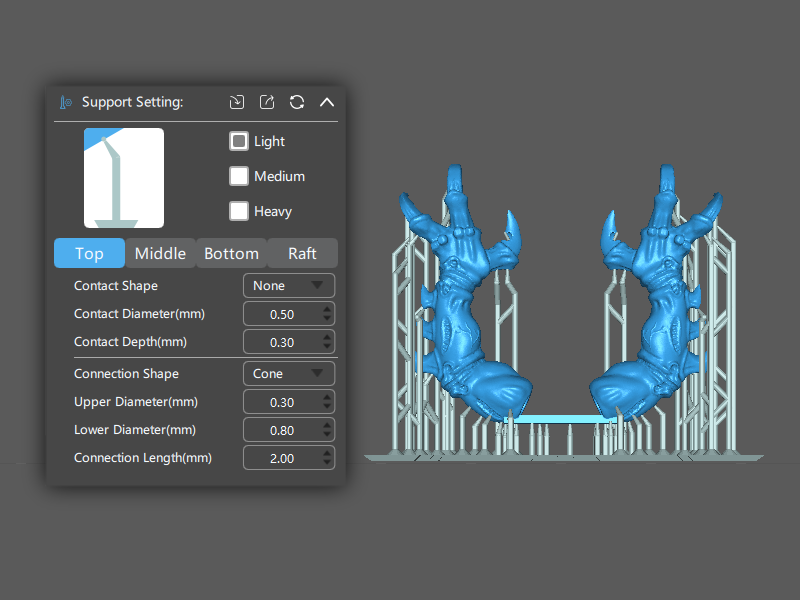 Support Setting:
Light
Medium
Heavy
Top Middle Bottom Raft
Contact Shape None
Contact Diameter(mm) 0.50
Contact Depth(mm) 0.30
Connection Shape Cone
Upper Diameter(mm) 0.30
Lower Diameter(mm) 0.80
Connection Length(mm) 2.00